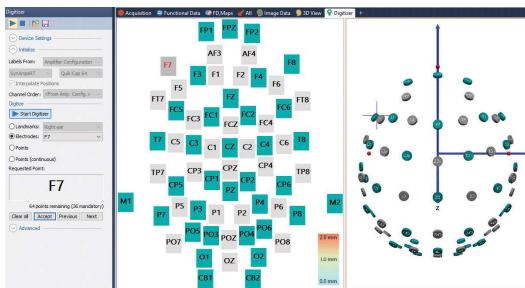 Digitizer
Device Settings
Initialize
Labels From: Amplifier Configuration
SynAmpsRT Quik Cap 64
Interpolate Positions
Channel Order: <From Amp. Config.>
Digitize
Start Digitizer
Landmarks: Right ear
Electrodes: F7
Points
Points (continuous)
Requested Point:
F7
64 points remaining (36 mandatory)
Clear all Accept Previous Next
Advanced
Acquisition Functional Data FD,Maps All Image Data 3D View Digitizer +
FP1 FPZ FP2
AF3 AF4
F7 F3 F1 F2 F4 F8
F5 FZ F6
FT7 FC5 FC3 FC1 FCZ FC2 FC4 FC6 FT8
T7 C5 C3 C1 CZ C2 C4 C6 T8
TP7 CP5 CP3 CP1 CPZ CP2 CP4 CP6 TP8
M1 PZ M2
P7 P5 P3 P1 P2 P4 P6 P8
PO7 PO5 PO3 POZ PO4 PO6 PO8
O1 OZ O2
CB1 CB2
2.0 mm
1.0 mm
0.0 mm
Z